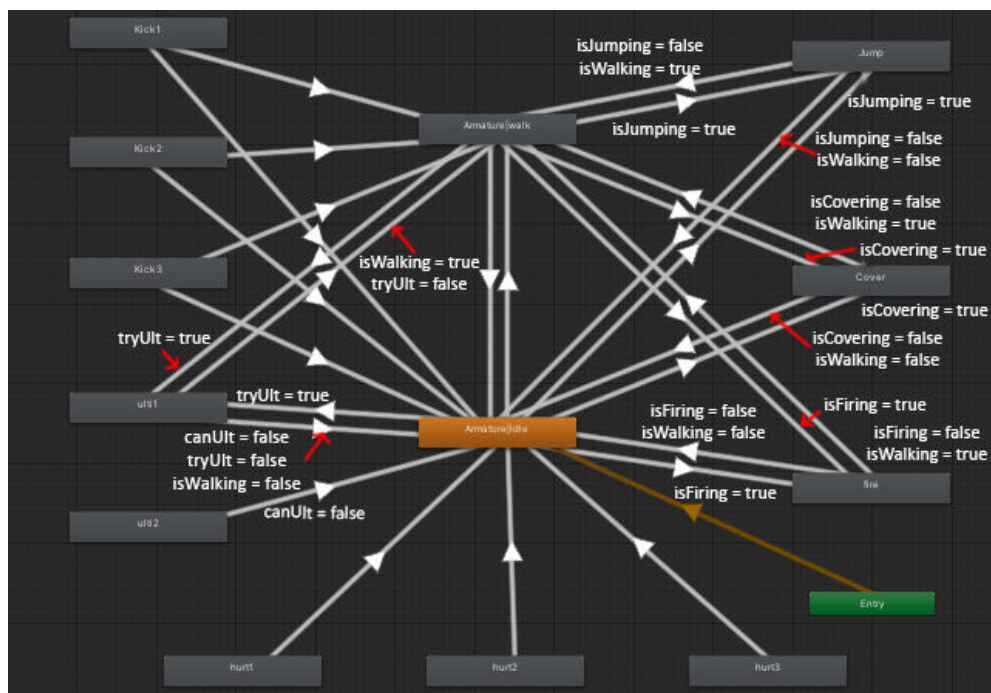 Kick1
isJumping = false
isWalking = true
Jump
isJumping = true
Armature|walk
isJumping = true
isJumping = false
isWalking = false
Kick2
isCovering = false
isWalking = true
isCovering = true
isWalking = true
tryUlt = false
Kick3
Cover
isCovering = true
isCovering = false
isWalking = false
tryUlt = true
tryUlt = true
ulti1
isFiring = true
isFiring = false
isWalking = false
Armature|Idle
canUlt = false
tryUlt = false
isWalking = false
isFiring = false
isWalking = true
fire
isFiring = true
canUlt = false
ulti2
Entry
hurt1
hurt2
hurt3